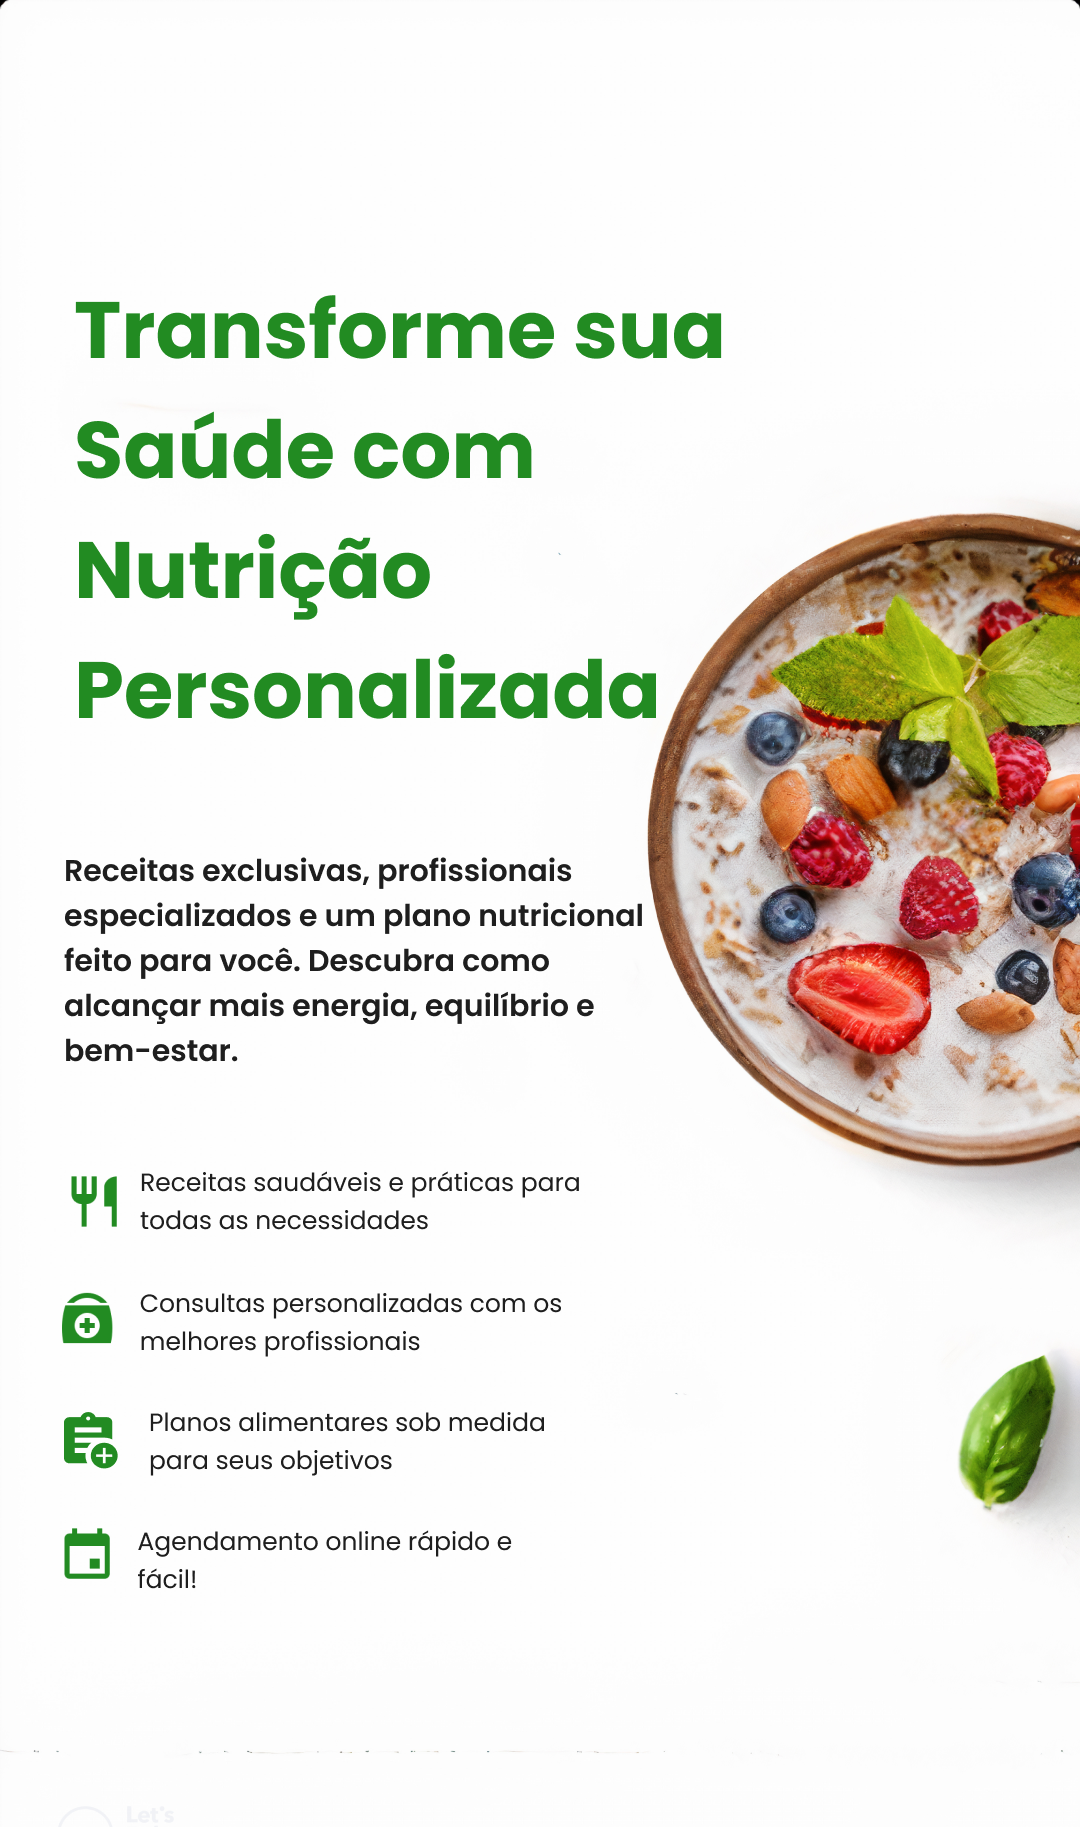 Transforme sua
Saúde com
Nutrição
Personalizada
Receitas exclusivas, profissionais
especializados e um plano nutricional
feito para você. Descubra como
alcançar mais energia, equilíbrio e
bem-estar.
Receitas saudáveis e práticas para
todas as necessidades
Consultas personalizadas com os
melhores profissionais
Planos alimentares sob medida
para seus objetivos
Agendamento online rápido e
fácil!
Let's